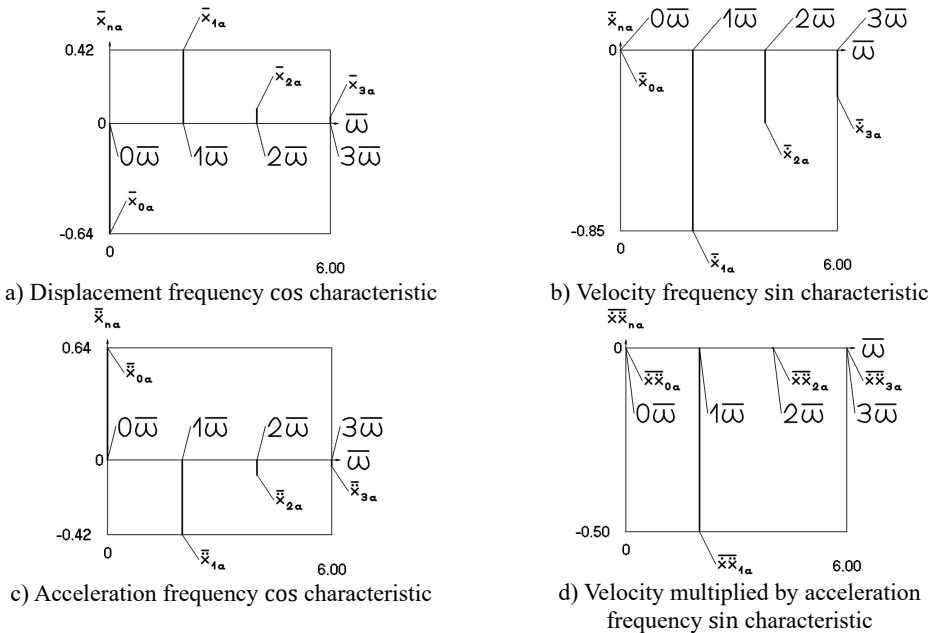 x̄ₙₐ
x̄₁ₐ
0.42
x̄₂ₐ
x̄₃ₐ
0
ω̅
0ω̅ 1ω̅ 2ω̅ 3ω̅
x̄₀ₐ
-0.64
0
6.00
a) Displacement frequency cos characteristic
ẋ̄ₙₐ
0ω̅ 1ω̅ 2ω̅ 3ω̅
0
ω̅
ẋ̄₀ₐ
ẋ̄₃ₐ
ẋ̄₂ₐ
-0.85
0
ẋ̄₁ₐ
6.00
b) Velocity frequency sin characteristic
ẍ̄ₙₐ
0.64
ẍ̄₀ₐ
0ω̅ 1ω̅ 2ω̅ 3ω̅
0
ω̅
ẍ̄₃ₐ
ẍ̄₂ₐ
-0.42
0
ẍ̄₁ₐ
6.00
c) Acceleration frequency cos characteristic
ẋ̅ẍ̅ₙₐ
0
ω̅
ẋ̅ẍ̅₀ₐ ẋ̅ẍ̅₂ₐ ẋ̅ẍ̅₃ₐ
0ω̅ 1ω̅ 2ω̅ 3ω̅
-0.50
0
ẋ̅ẍ̅₁ₐ
6.00
d) Velocity multiplied by acceleration
frequency sin characteristic